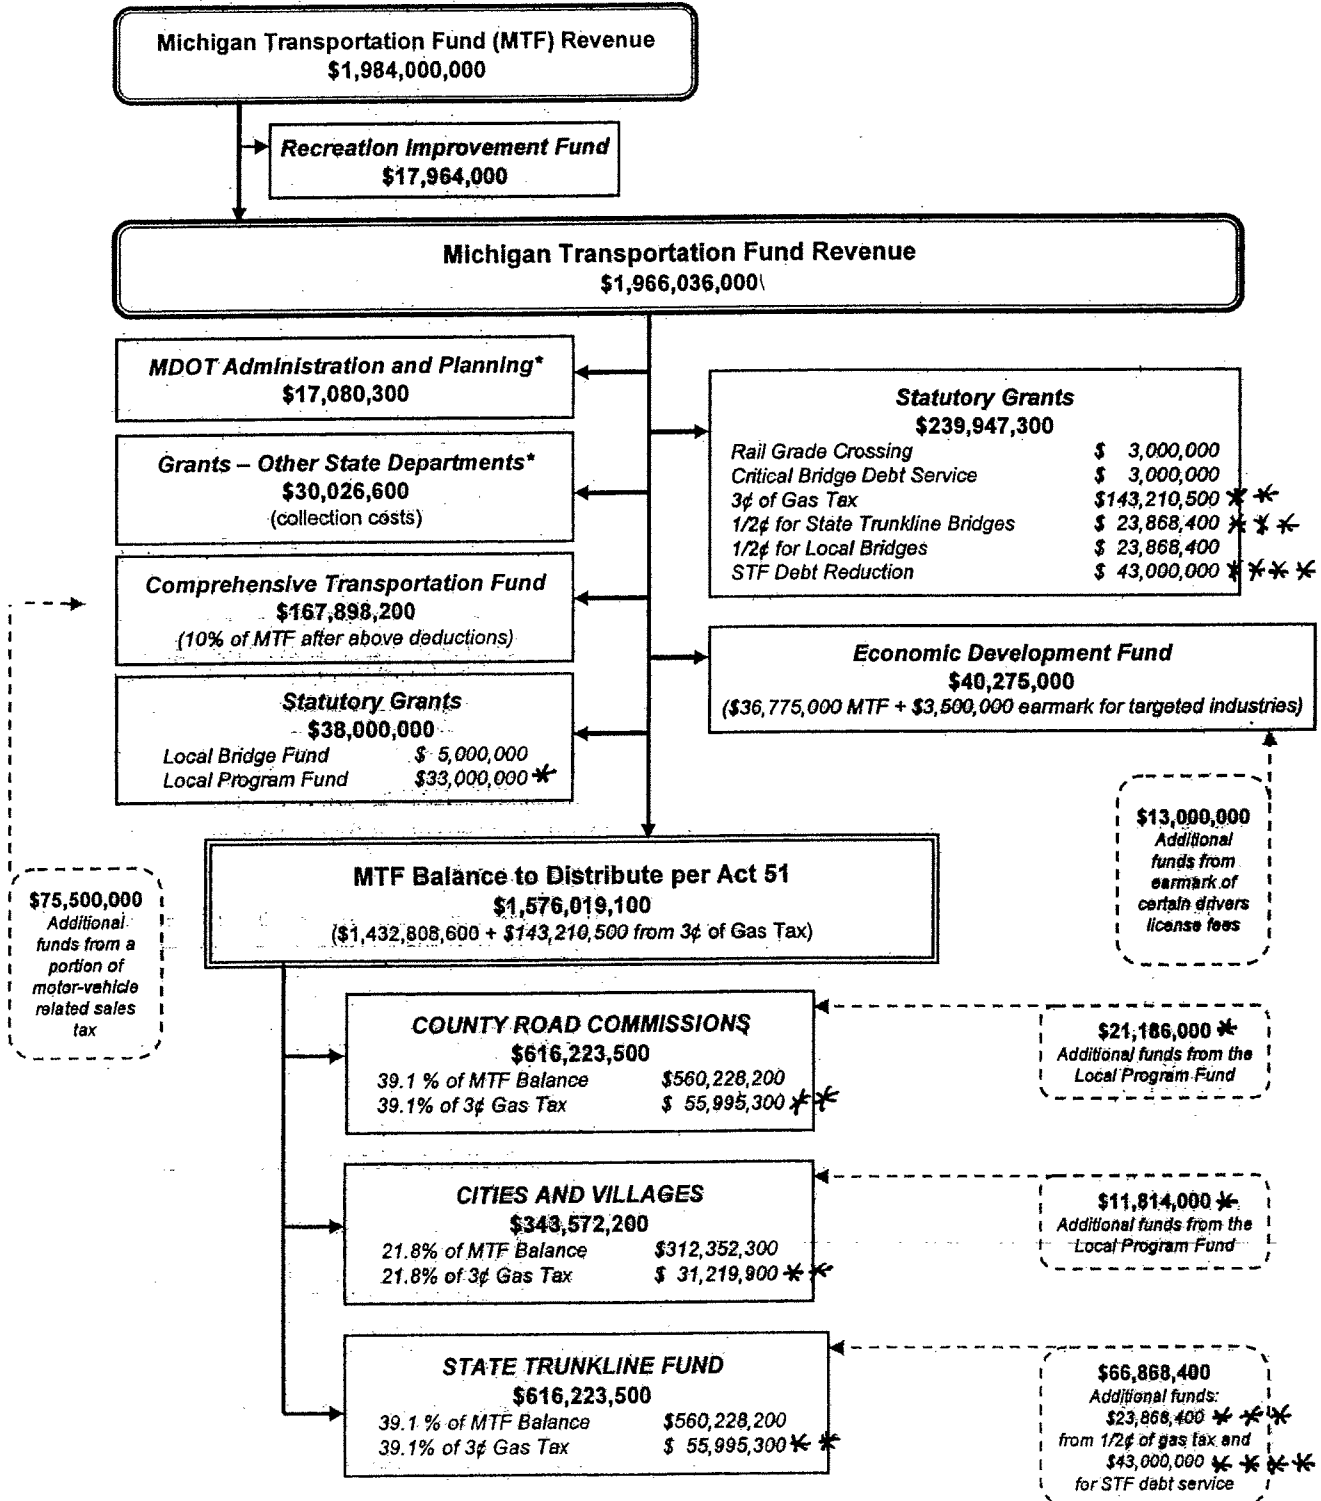 Michigan Transportation Fund (MTF) Revenue
$1,984,000,000
Recreation Improvement Fund
$17,964,000
Michigan Transportation Fund Revenue
$1,966,036,000\
MDOT Administration and Planning*
$17,080,300
Grants – Other State Departments*
$30,026,600
(collection costs)
Comprehensive Transportation Fund
$167,898,200
(10% of MTF after above deductions)
Statutory Grants
$38,000,000
Local Bridge Fund $ 5,000,000
Local Program Fund $33,000,000 *
Statutory Grants
$239,947,300
Rail Grade Crossing $ 3,000,000
Critical Bridge Debt Service $ 3,000,000
3¢ of Gas Tax $143,210,500 * *
1/2¢ for State Trunkline Bridges $ 23,868,400 * * *
1/2¢ for Local Bridges $ 23,868,400
STF Debt Reduction $ 43,000,000 * * * *
Economic Development Fund
$40,275,000
($36,775,000 MTF + $3,500,000 earmark for targeted industries)
$13,000,000
Additional
funds from
earmark of
certain drivers
license fees
MTF Balance to Distribute per Act 51
$1,576,019,100
($1,432,808,600 + $143,210,500 from 3¢ of Gas Tax)
$75,500,000
Additional
funds from a
portion of
motor-vehicle
related sales
tax
COUNTY ROAD COMMISSIONS
$616,223,500
39.1 % of MTF Balance $560,228,200
39.1% of 3¢ Gas Tax $ 55,995,300 * *
$21,186,000 *
Additional funds from the
Local Program Fund
CITIES AND VILLAGES
$343,572,200
21.8% of MTF Balance $312,352,300
21.8% of 3¢ Gas Tax $ 31,219,900 * *
$11,814,000 *
Additional funds from the
Local Program Fund
STATE TRUNKLINE FUND
$616,223,500
39.1 % of MTF Balance $560,228,200
39.1% of 3¢ Gas Tax $ 55,995,300 * *
$66,868,400
Additional funds:
$23,868,400 * * *
from 1/2¢ of gas tax and
$43,000,000 * * * *
for STF debt service